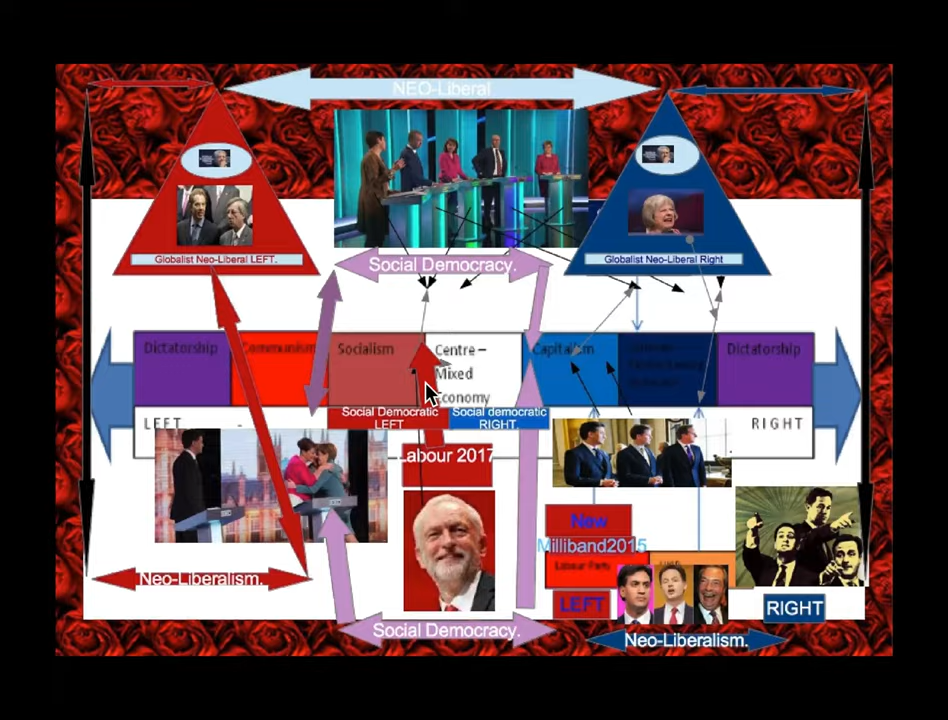 NEO-Liberal
Globalist Neo-Liberal LEFT.
Social Democracy.
Globalist Neo-Liberal Right
Dictatorship
Communism
Socialism
Centre –
Mixed
Economy
Capitalism
Dictatorship
LEFT
-
Social Democratic
LEFT
Social democratic
RIGHT.
RIGHT
Labour 2017
New
Milliband2015
Labour Party
LEFT
RIGHT
Neo-Liberalism.
Social Democracy.
Neo-Liberalism.